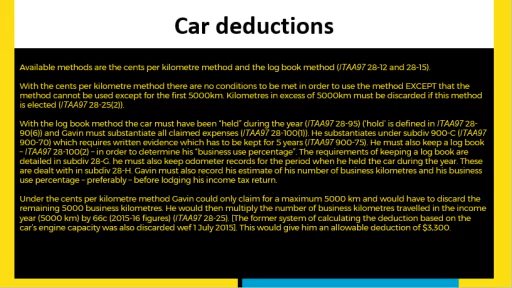 Car deductions
Available methods are the cents per kilometre method and the log book method (ITAA97 28-12 and 28-15).
With the cents per kilometre method there are no conditions to be met in order to use the method EXCEPT that the
method cannot be used except for the first 5000km. Kilometres in excess of 5000km must be discarded if this method
is elected (ITAA97 28-25(2)).
With the log book method the car must have been "held" during the year (ITAA97 28-95) ('held' is defined in ITAA97 28-
90(6)) and Gavin must substantiate all claimed expenses (ITAA97 28-100(1)). He substantiates under subdiv 900-C (ITAA97
900-70) which requires written evidence which has to be kept for 5 years (ITAA97 900-75). He must also keep a log book
– ITAA97 28-100(2) – in order to determine his "business use percentage". The requirements of keeping a log book are
detailed in subdiv 28-G. he must also keep odometer records for the period when he held the car during the year. These
are dealt with in subdiv 28-H. Gavin must also record his estimate of his number of business kilometres and his business
use percentage – preferably – before lodging his income tax return.
Under the cents per kilometre method Gavin could only claim for a maximum 5000 km and would have to discard the
remaining 5000 business kilometres. He would then multiply the number of business kilometres travelled in the income
year (5000 km) by 66c (2015-16 figures) (ITAA97 28-25). [The former system of calculating the deduction based on the
car's engine capacity was also discarded wef 1 July 2015]. This would give him an allowable deduction of $3,300.